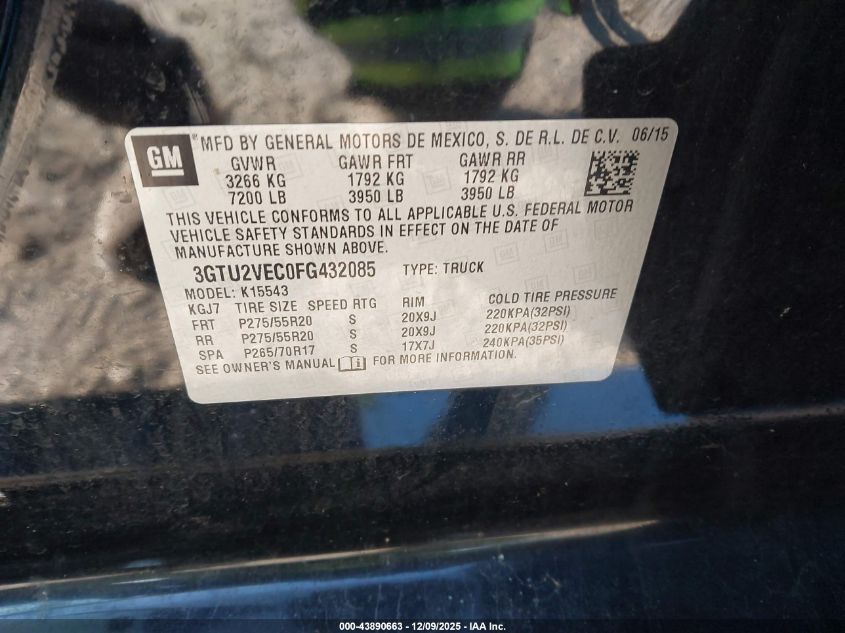 GM
® MFD BY GENERAL MOTORS DE MEXICO, S. DE R.L. DE C.V. 06/15
GVWR GAWR FRT GAWR RR
3266 KG 1792 KG 1792 KG
7200 LB 3950 LB 3950 LB
THIS VEHICLE CONFORMS TO ALL APPLICABLE U.S. FEDERAL MOTOR
VEHICLE SAFETY STANDARDS IN EFFECT ON THE DATE OF
MANUFACTURE SHOWN ABOVE.
3GTU2VEC0FG432085 TYPE: TRUCK
MODEL: K15543
KGJ7 TIRE SIZE SPEED RTG RIM COLD TIRE PRESSURE
FRT P275/55R20 S 20X9J 220KPA(32PSI)
RR P275/55R20 S 20X9J 220KPA(32PSI)
SPA P265/70R17 S 17X7J 240KPA(35PSI)
SEE OWNER'S MANUAL FOR MORE INFORMATION.
000-43890663 - 12/09/2025 - IAA Inc.